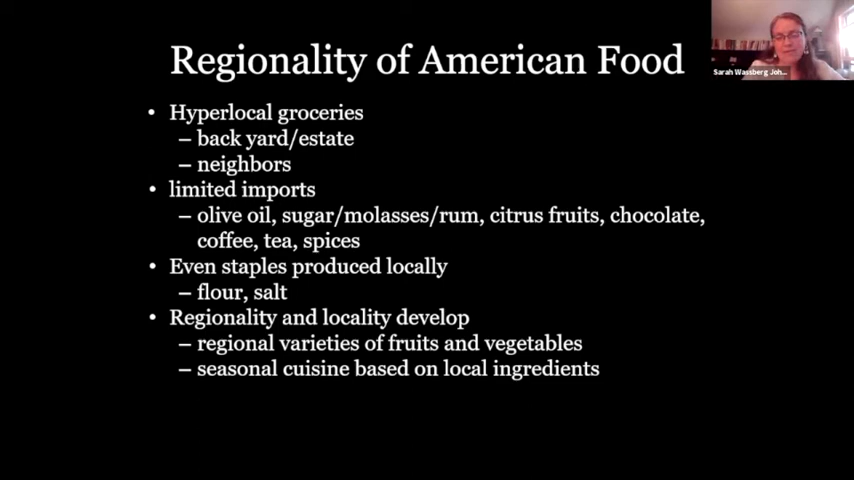 Regionality of American Food
Sarah Wassberg Joh...
• Hyperlocal groceries
– back yard/estate
– neighbors
• limited imports
– olive oil, sugar/molasses/rum, citrus fruits, chocolate,
coffee, tea, spices
• Even staples produced locally
– flour, salt
• Regionality and locality develop
– regional varieties of fruits and vegetables
– seasonal cuisine based on local ingredients